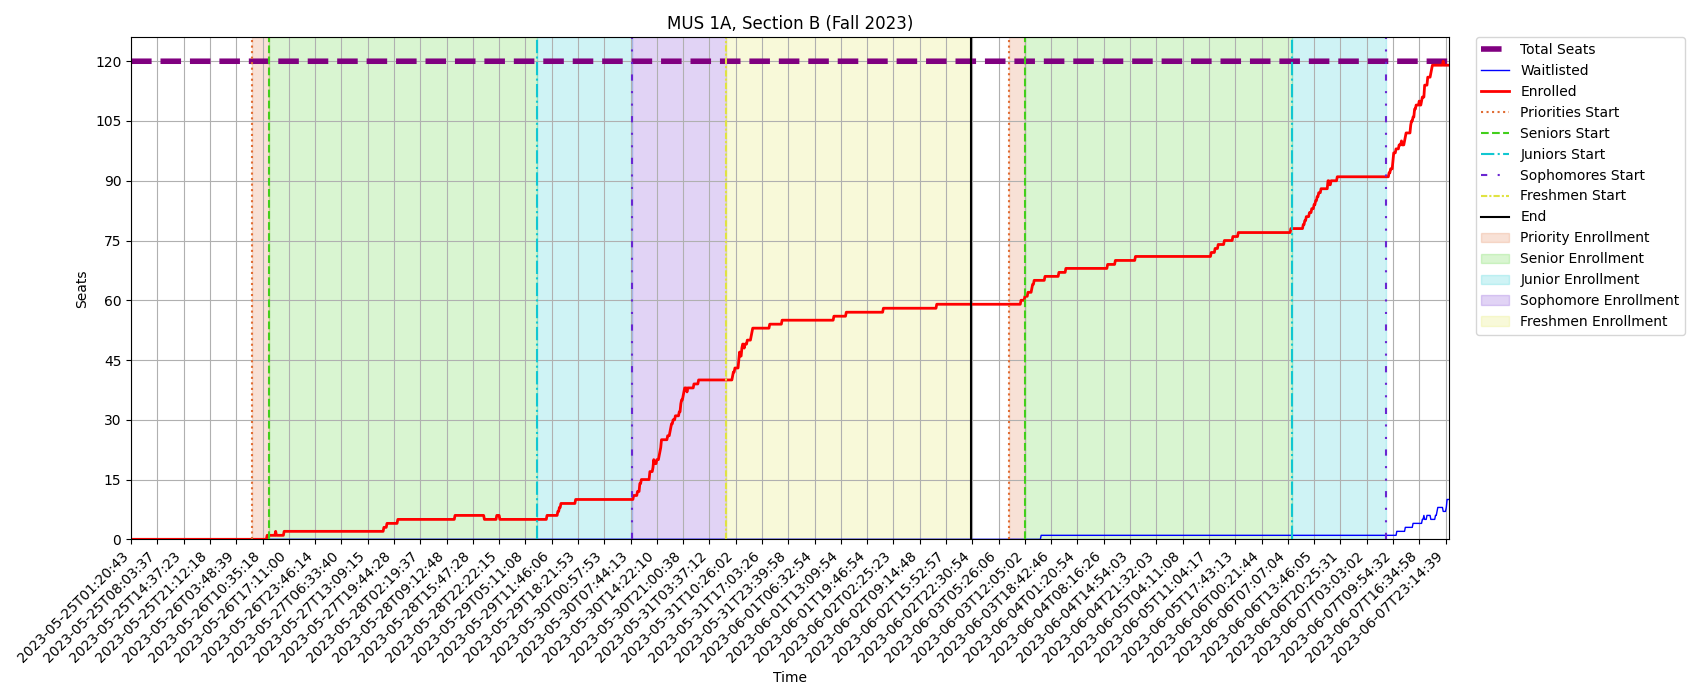 MUS 1A, Section B (Fall 2023)
Seats
120
105
90
75
60
45
30
15
0
2023-05-25T01:20:43
2023-05-25T08:03:37
2023-05-25T14:37:23
2023-05-25T21:12:18
2023-05-26T03:48:39
2023-05-26T10:35:18
2023-05-26T17:11:00
2023-05-26T23:46:14
2023-05-27T06:33:40
2023-05-27T13:09:15
2023-05-27T19:44:28
2023-05-28T02:19:37
2023-05-28T09:12:48
2023-05-28T15:47:28
2023-05-28T22:22:15
2023-05-29T05:11:08
2023-05-29T11:46:06
2023-05-29T18:21:53
2023-05-30T00:57:53
2023-05-30T07:44:13
2023-05-30T14:22:10
2023-05-30T21:00:38
2023-05-31T03:37:12
2023-05-31T10:26:02
2023-05-31T17:03:26
2023-05-31T23:39:58
2023-06-01T06:32:54
2023-06-01T13:09:54
2023-06-01T19:46:54
2023-06-02T02:25:23
2023-06-02T09:14:48
2023-06-02T15:52:57
2023-06-02T22:30:54
2023-06-03T05:26:06
2023-06-03T12:05:02
2023-06-03T18:42:46
2023-06-04T01:20:54
2023-06-04T08:16:26
2023-06-04T14:54:03
2023-06-04T21:32:03
2023-06-05T04:11:08
2023-06-05T11:04:17
2023-06-05T17:43:13
2023-06-06T00:21:44
2023-06-06T07:07:04
2023-06-06T13:46:05
2023-06-06T20:25:31
2023-06-07T03:03:02
2023-06-07T09:54:32
2023-06-07T16:34:58
2023-06-07T23:14:39
Time
Total Seats
Waitlisted
Enrolled
Priorities Start
Seniors Start
Juniors Start
Sophomores Start
Freshmen Start
End
Priority Enrollment
Senior Enrollment
Junior Enrollment
Sophomore Enrollment
Freshmen Enrollment